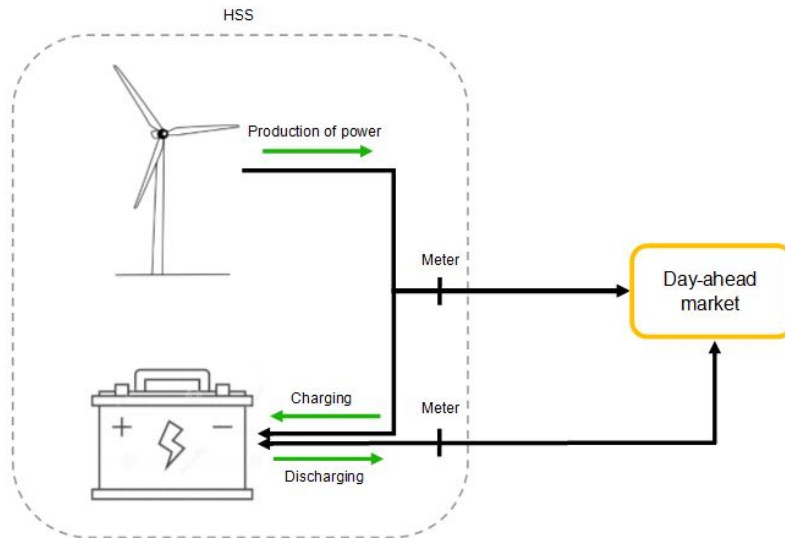 HSS
Production of power
Meter
Day-ahead
market
Charging
Meter
Discharging
+
−